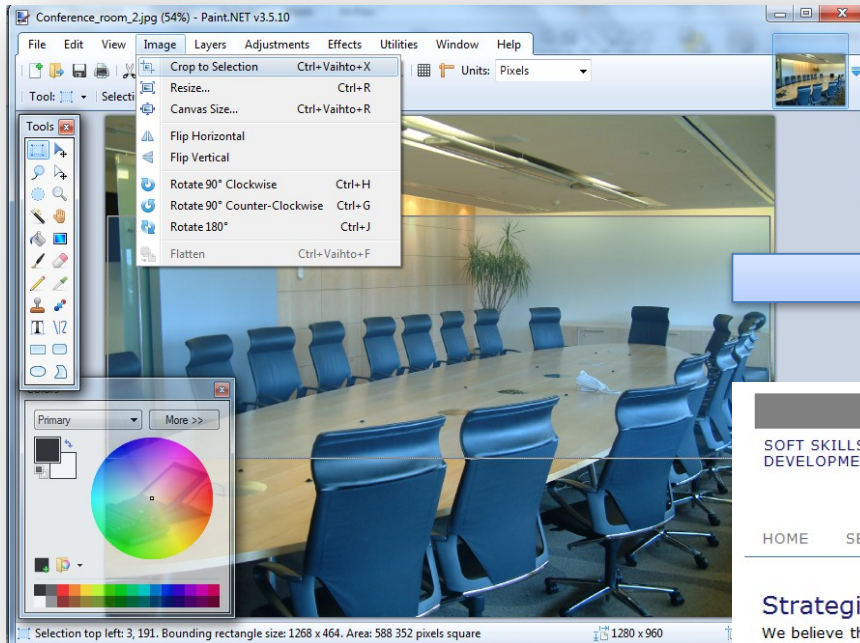 Conference_room_2.jpg (54%) - Paint.NET v3.5.10
File Edit View Image Layers Adjustments Effects Utilities Window Help
Crop to Selection Ctrl+Vaihto+X
Units: Pixels
Tool:
Resize... Ctrl+R
Canvas Size... Ctrl+Vaihto+R
Flip Horizontal
Flip Vertical
Rotate 90° Clockwise Ctrl+H
Rotate 90° Counter-Clockwise Ctrl+G
Rotate 180° Ctrl+J
Flatten Ctrl+Vaihto+F
Tools
Primary
More >>
Selection top left: 3, 191. Bounding rectangle size: 1268 x 464. Area: 588 352 pixels square
1280 x 960
SOFT SKILLS
DEVELOPME
HOME SE
Strategi
We believe th